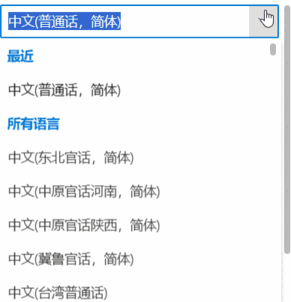 中文(普通话，简体)
最近
中文(普通话，简体)
所有语言
中文(东北官话，简体)
中文(中原官话河南，简体)
中文(中原官话陕西，简体)
中文(冀鲁官话，简体)
中文(台湾普通话)